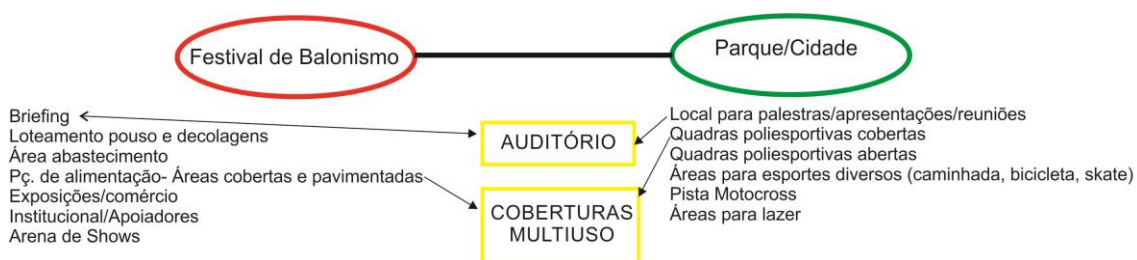 Festival de Balonismo
Parque/Cidade
Briefing
Loteamento pouso e decolagens
Área abastecimento
Pç. de alimentação- Áreas cobertas e pavimentadas
Exposições/comércio
Institucional/Apoiadores
Arena de Shows
AUDITÓRIO
COBERTURAS
MULTIUSO
Local para palestras/apresentações/reuniões
Quadras poliesportivas cobertas
Quadras poliesportivas abertas
Áreas para esportes diversos (caminhada, bicicleta, skate)
Pista Motocross
Áreas para lazer